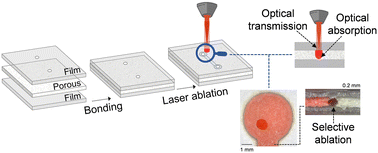 Film
Porous
Film
Bonding
Laser ablation
Optical
transmission
Optical
absorption
1 mm
0.2 mm
Selective
ablation